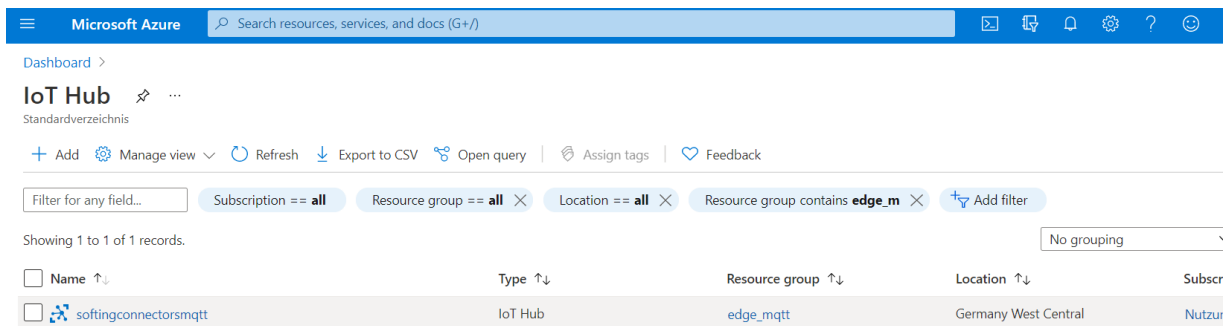 Microsoft Azure Search resources, services, and docs (G+/)
Dashboard >
IoT Hub ...
Standardverzeichnis
+ Add Manage view Refresh Export to CSV Open query Assign tags Feedback
Filter for any field... Subscription == all Resource group == all Location == all Resource group contains edge_m Add filter
Showing 1 to 1 of 1 records. No grouping
Name ↑↓ Type ↑↓ Resource group ↑↓ Location ↑↓ Subscr
softingconnectorsmqtt IoT Hub edge_mqtt Germany West Central Nutzur